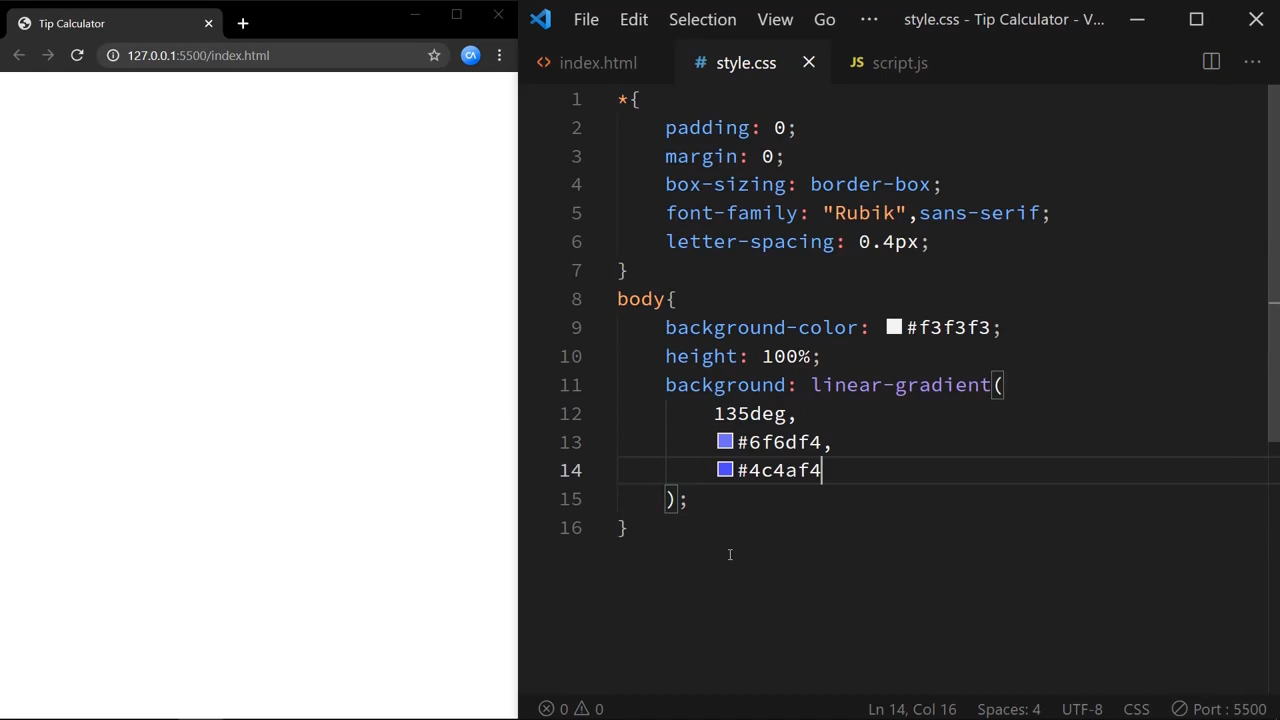 Tip Calculator
127.0.0.1:5500/index.html
CA
File Edit Selection View Go ··· style.css - Tip Calculator - V...
<> index.html # style.css JS script.js ···
1 *{
2 padding: 0;
3 margin: 0;
4 box-sizing: border-box;
5 font-family: "Rubik",sans-serif;
6 letter-spacing: 0.4px;
7 }
8 body{
9 background-color: #f3f3f3;
10 height: 100%;
11 background: linear-gradient(
12 135deg,
13 #6f6df4,
14 #4c4af4
15 );
16 }
0 0 Ln 14, Col 16 Spaces: 4 UTF-8 CSS Port : 5500